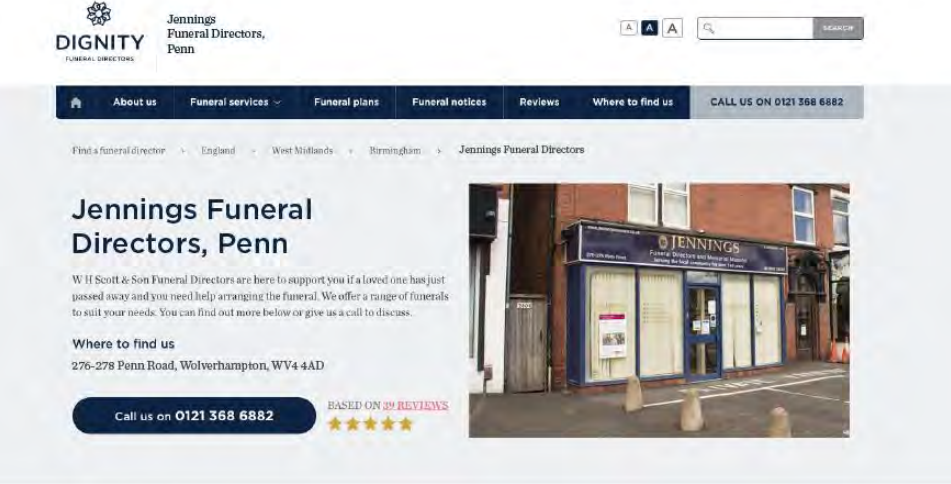 DIGNITY
FUNERAL DIRECTORS
Jennings
Funeral Directors,
Penn
A A A
SEARCH
About us Funeral services Funeral plans Funeral notices Reviews Where to find us CALL US ON 0121 368 6882
Find a funeral director England West Midlands Birmingham Jennings Funeral Directors
Jennings Funeral
Directors, Penn
W H Scott & Son Funeral Directors are here to support you if a loved one has just
passed away and you need help arranging the funeral. We offer a range of funerals
to suit your needs. You can find out more below or give us a call to discuss.
Where to find us
276-278 Penn Road, Wolverhampton, WV4 4AD
Call us on 0121 368 6882
BASED ON 39 REVIEWS
JENNINGS
Funeral Directors and Memorial Masons